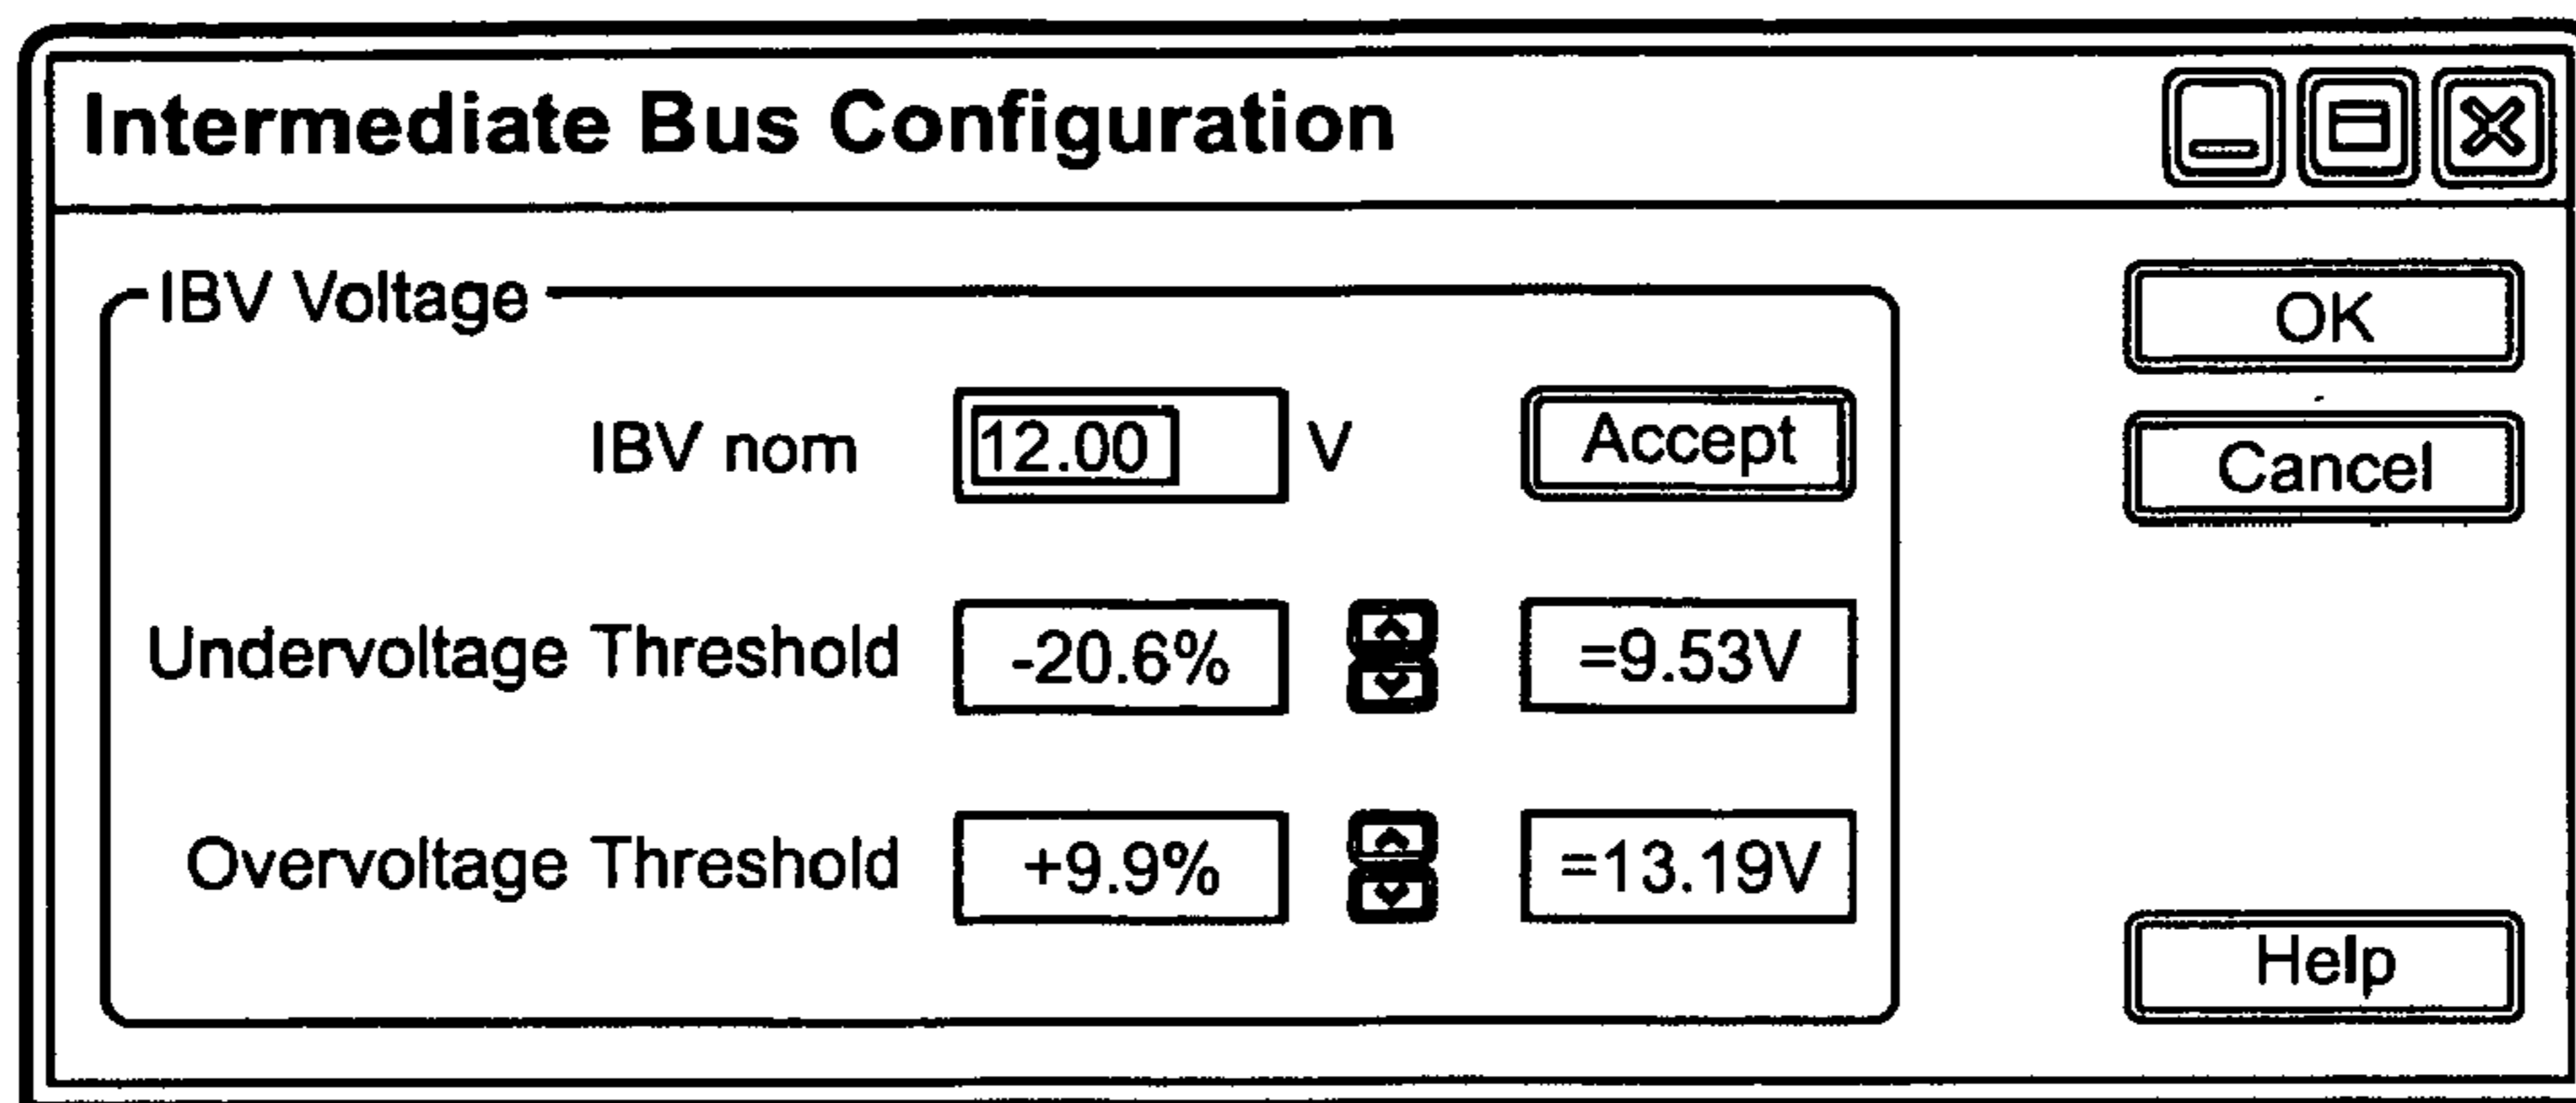 Intermediate Bus Configuration
IBV Voltage
OK
IBV nom 12.00 V Accept
Cancel
Undervoltage Threshold -20.6% =9.53V
Overvoltage Threshold +9.9% =13.19V
Help